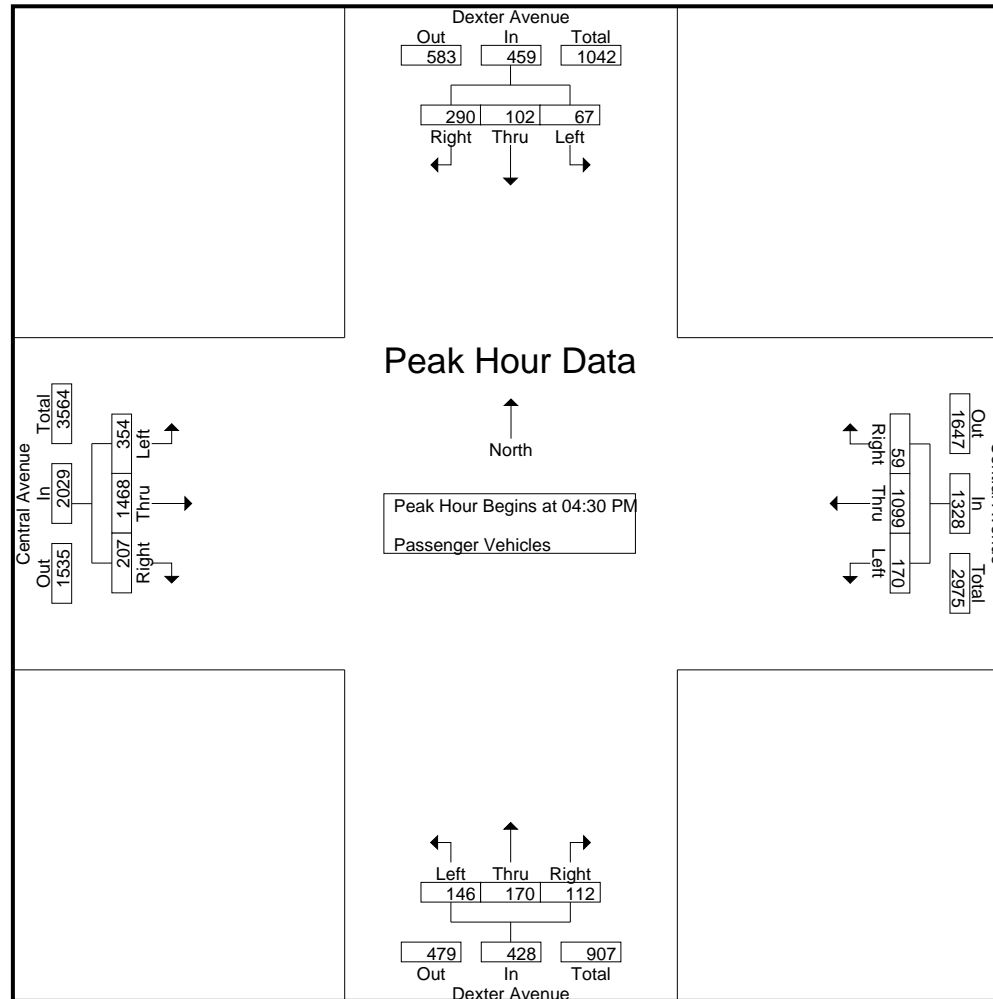 Dexter Avenue
Out In Total
583 459 1042
290 102 67
Right Thru Left
Peak Hour Data
North
Peak Hour Begins at 04:30 PM
Passenger Vehicles
Central Avenue
Total In Out
3564 2029 1535
354 1468 207
Left Thru Right
Out In Total
1647 1328 2975
59 1099 170
Right Thru Left
Left Thru Right
146 170 112
479 428 907
Out In Total
Dexter Avenue